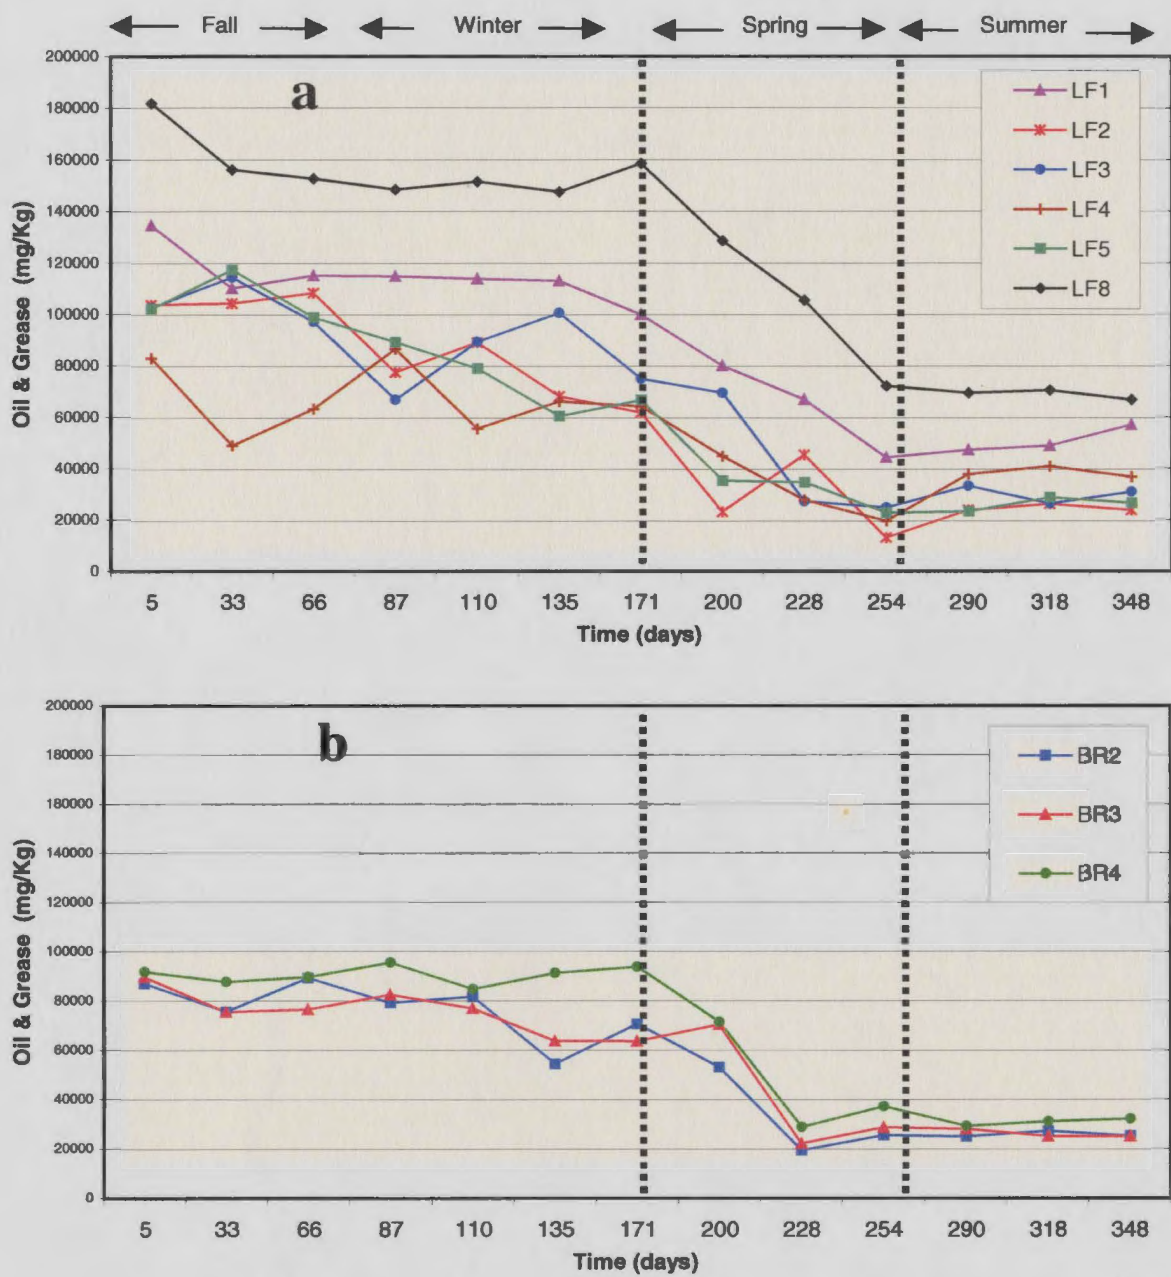 Fall Winter Spring Summer
200000
a
180000
LF1
160000
LF2
140000
LF3
120000
LF4
100000
LF5
80000
LF8
60000
40000
20000
0
Oil & Grease (mg/Kg)
5 33 66 87 110 135 171 200 228 254 290 318 348
Time (days)
200000
b
180000
BR2
160000
BR3
140000
BR4
120000
100000
80000
60000
40000
20000
0
Oil & Grease (mg/Kg)
5 33 66 87 110 135 171 200 228 254 290 318 348
Time (days)